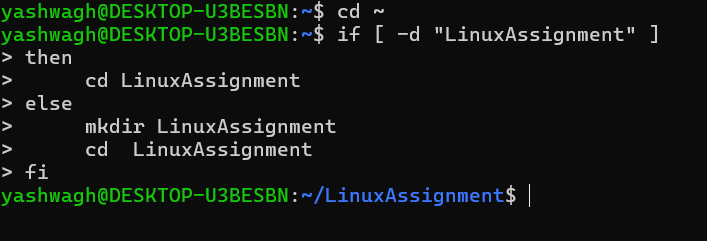 yashwagh@DESKTOP-U3BESBN:~$ cd ~
yashwagh@DESKTOP-U3BESBN:~$ if [ -d "LinuxAssignment" ]
> then
>      cd LinuxAssignment
> else
>      mkdir LinuxAssignment
>      cd  LinuxAssignment
> fi
yashwagh@DESKTOP-U3BESBN:~/LinuxAssignment$